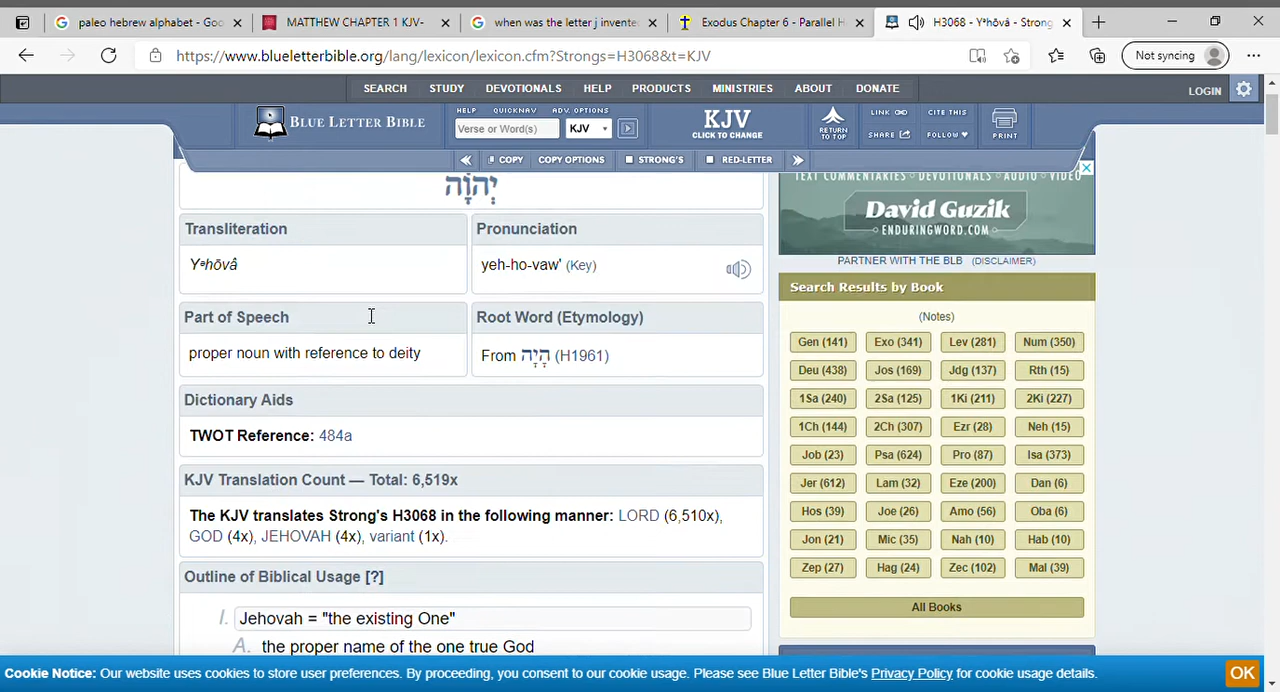 paleo hebrew alphabet - Goo
MATTHEW CHAPTER 1 KJV-
when was the letter j invente
Exodus Chapter 6 - Parallel H
H3068 - Yᵊhōvâ - Strong
https://www.blueletterbible.org/lang/lexicon/lexicon.cfm?Strongs=H3068&t=KJV
Not syncing
SEARCH STUDY DEVOTIONALS HELP PRODUCTS MINISTRIES ABOUT DONATE LOGIN
BLUE LETTER BIBLE
HELP QUICKNAV ADV. OPTIONS
Verse or Word(s) KJV
KJV
CLICK TO CHANGE
RETURN TO TOP
LINK CITE THIS
SHARE FOLLOW
PRINT
COPY COPY OPTIONS STRONG'S RED-LETTER
יְהֹוָה
Transliteration
Yᵊhōvâ
Pronunciation
yeh-ho-vaw' (Key)
Part of Speech
proper noun with reference to deity
Root Word (Etymology)
From הָיָה (H1961)
Dictionary Aids
TWOT Reference: 484a
KJV Translation Count — Total: 6,519x
The KJV translates Strong's H3068 in the following manner: LORD (6,510x),
GOD (4x), JEHOVAH (4x), variant (1x).
Outline of Biblical Usage [?]
I. Jehovah = "the existing One"
A. the proper name of the one true God
TEXT COMMENTARIES DEVOTIONALS AUDIO VIDEO
David Guzik
ENDURINGWORD.COM
PARTNER WITH THE BLB (DISCLAIMER)
Search Results by Book
(Notes)
Gen (141) Exo (341) Lev (281) Num (350)
Deu (438) Jos (169) Jdg (137) Rth (15)
1Sa (240) 2Sa (125) 1Ki (211) 2Ki (227)
1Ch (144) 2Ch (307) Ezr (28) Neh (15)
Job (23) Psa (624) Pro (87) Isa (373)
Jer (612) Lam (32) Eze (200) Dan (6)
Hos (39) Joe (26) Amo (56) Oba (6)
Jon (21) Mic (35) Nah (10) Hab (10)
Zep (27) Hag (24) Zec (102) Mal (39)
All Books
Cookie Notice: Our website uses cookies to store user preferences. By proceeding, you consent to our cookie usage. Please see Blue Letter Bible's Privacy Policy for cookie usage details.
OK